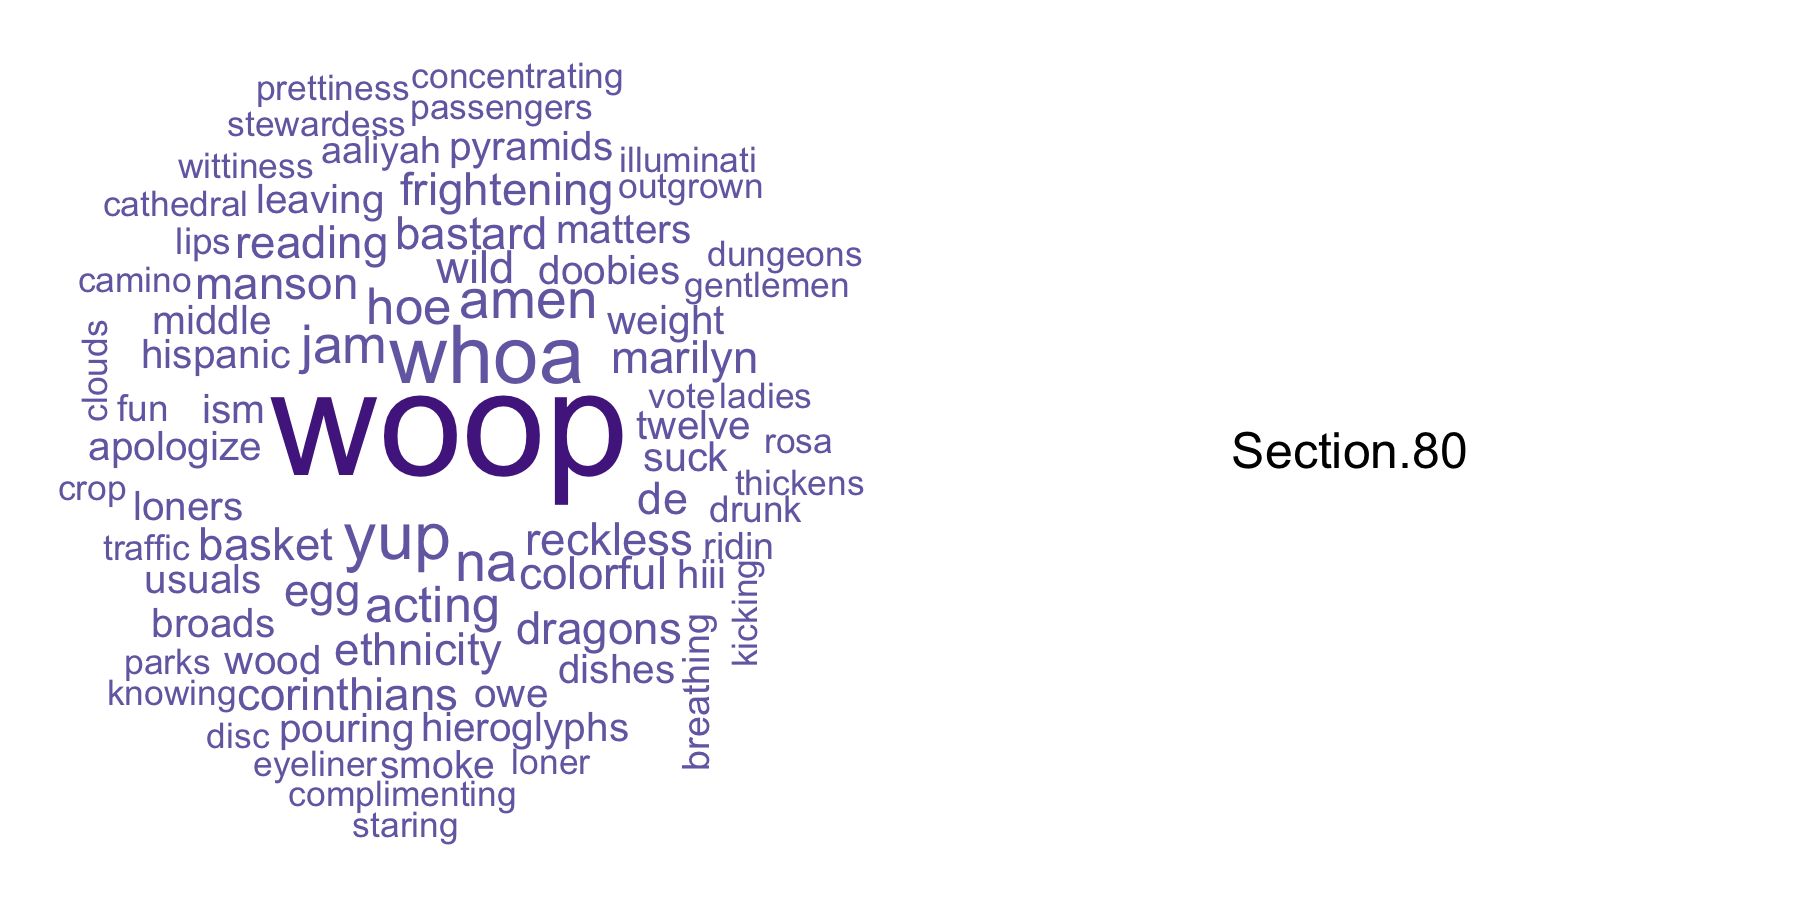 prettiness concentrating
stewardess passengers
wittiness aaliyah pyramids illuminati
cathedral leaving frightening outgrown
lips reading bastard matters
camino manson wild doobies dungeons
hoe amen gentlemen
middle weight
clouds hispanic jam whoa marilyn
fun ism woop vote ladies
apologize twelve rosa
suck
crop loners de thickens
drunk
traffic basket yup na reckless ridin
usuals egg acting colorful hiii kicking
broads dragons
parks wood ethnicity dishes breathing
knowing corinthians owe
disc pouring hieroglyphs
eyeliner smoke loner
complimenting
staring
Section.80